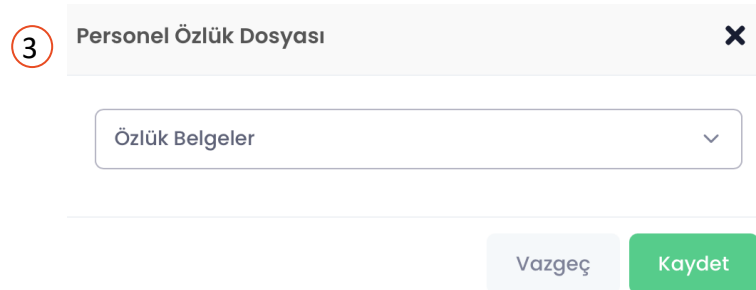 3
Personel Özlük Dosyası
Özlük Belgeler
Vazgeç
Kaydet